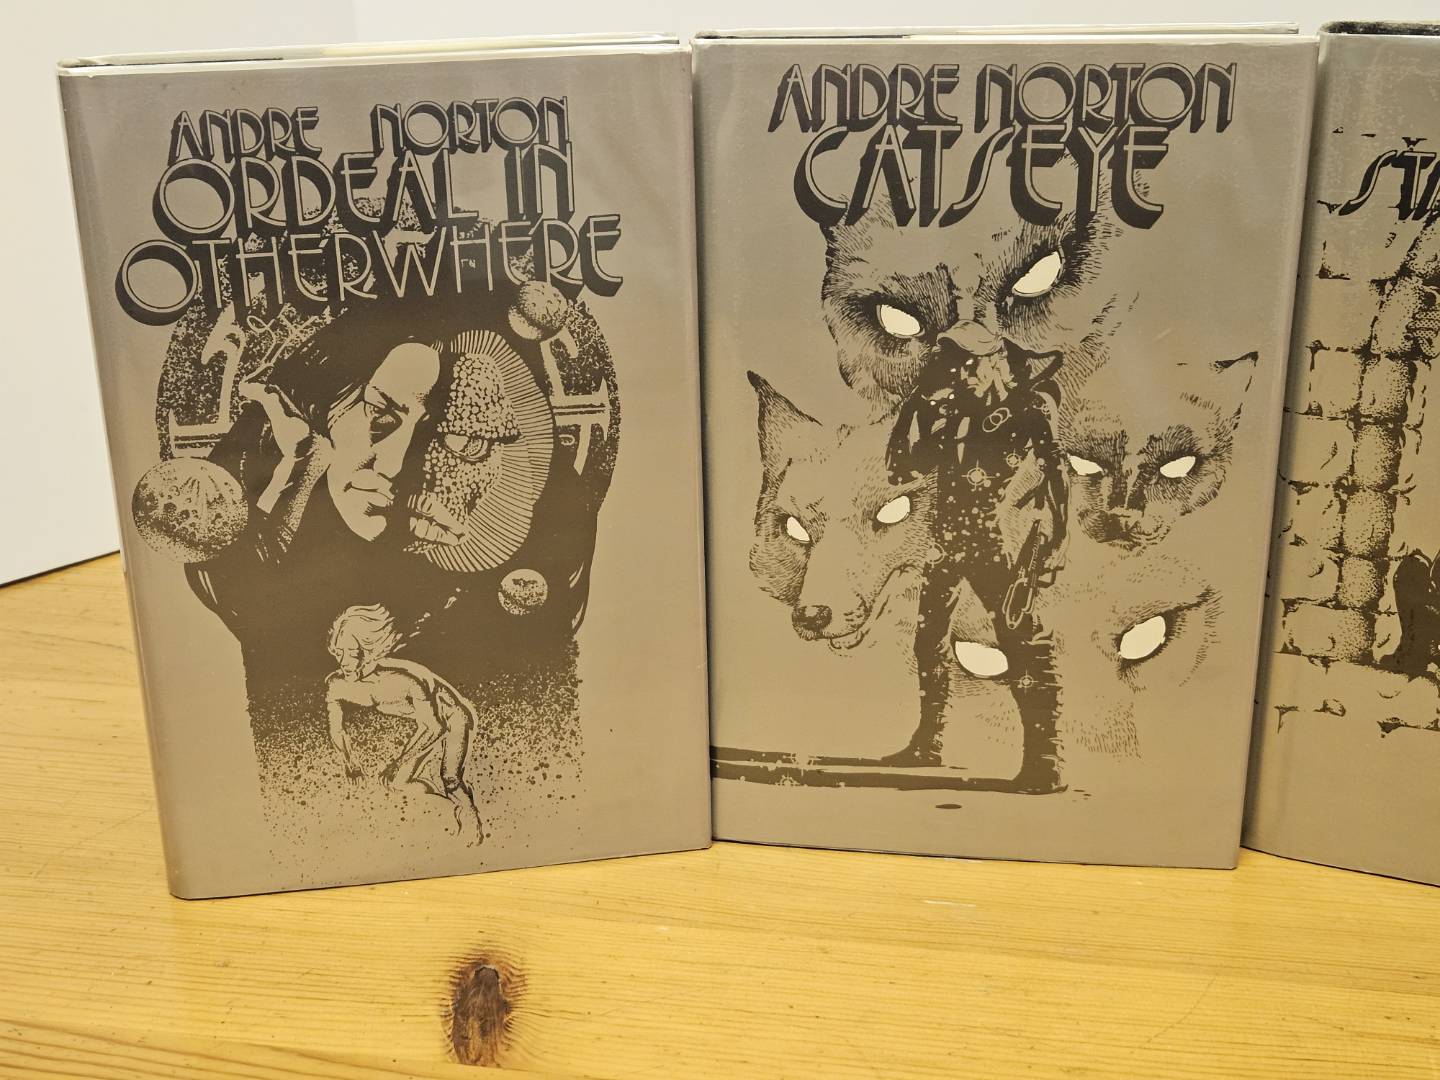 ANDRE NORTON
ORDEAL IN
OTHERWHERE
ANDRE NORTON
CATSEYE